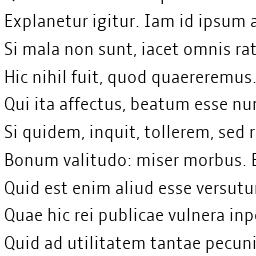 Explanetur igitur. Iam id ipsum a
Si mala non sunt, iacet omnis rat
Hic nihil fuit, quod quaereremus.
Qui ita affectus, beatum esse nu
Si quidem, inquit, tollerem, sed r
Bonum valitudo: miser morbus. E
Quid est enim aliud esse versutu
Quae hic rei publicae vulnera inp
Quid ad utilitatem tantae pecuni